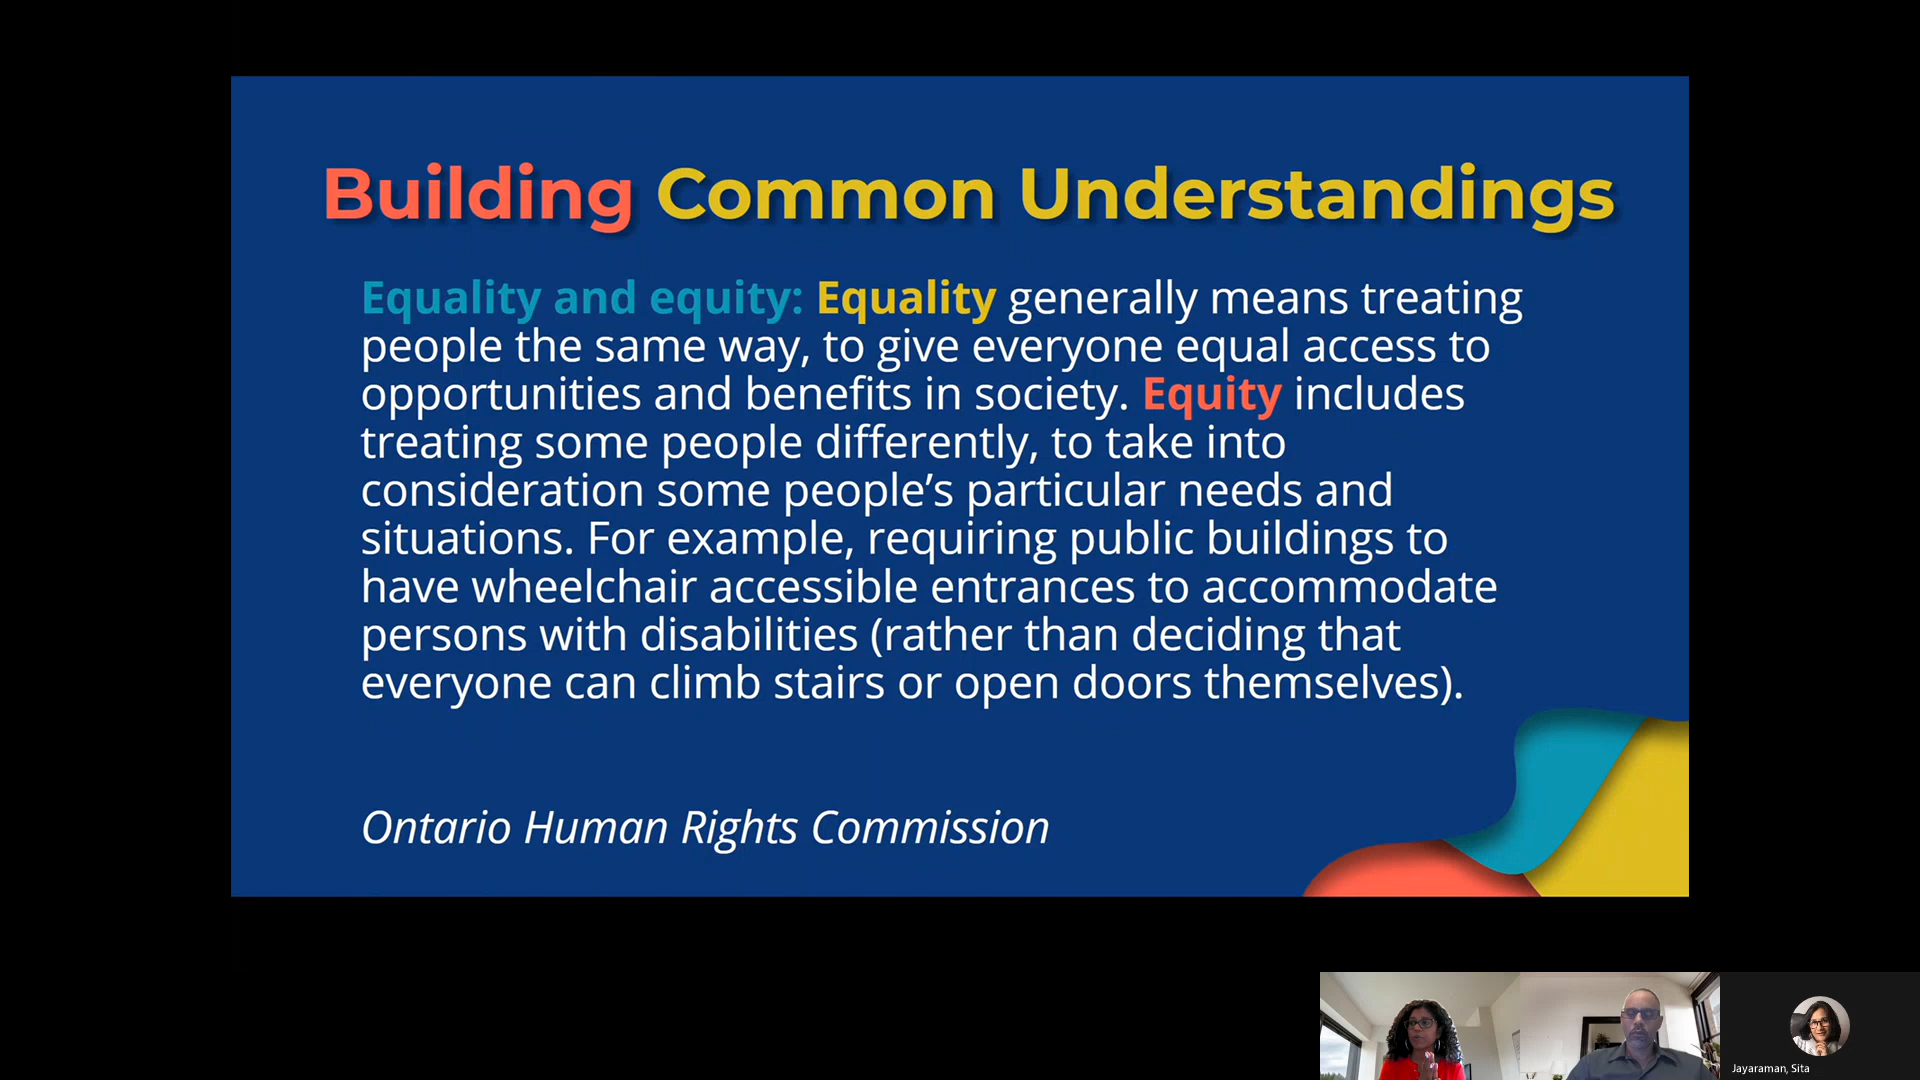 Building Common Understandings
Equality and equity: Equality generally means treating
people the same way, to give everyone equal access to
opportunities and benefits in society. Equity includes
treating some people differently, to take into
consideration some people’s particular needs and
situations. For example, requiring public buildings to
have wheelchair accessible entrances to accommodate
persons with disabilities (rather than deciding that
everyone can climb stairs or open doors themselves).
Ontario Human Rights Commission
Jayaraman, Sita